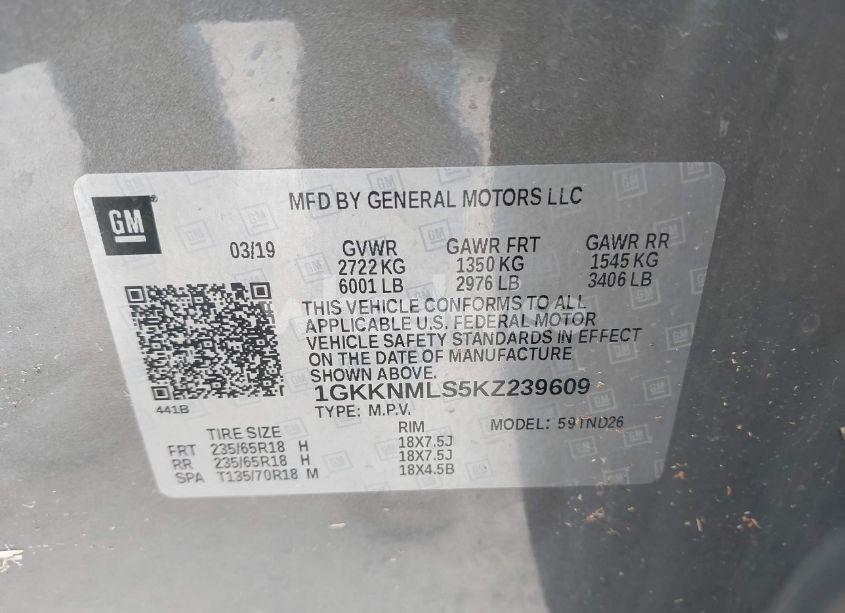 GM
MFD BY GENERAL MOTORS LLC
03/19
GVWR GAWR FRT GAWR RR
2722 KG 1350 KG 1545 KG
6001 LB 2976 LB 3406 LB
THIS VEHICLE CONFORMS TO ALL
APPLICABLE U.S. FEDERAL MOTOR
VEHICLE SAFETY STANDARDS IN EFFECT
ON THE DATE OF MANUFACTURE
SHOWN ABOVE.
1GKKNMLS5KZ239609
441B
TYPE: M.P.V.
TIRE SIZE RIM MODEL: 59TND26
FRT 235/65R18 H 18X7.5J
RR 235/65R18 H 18X7.5J
SPA T135/70R18 M 18X4.5B